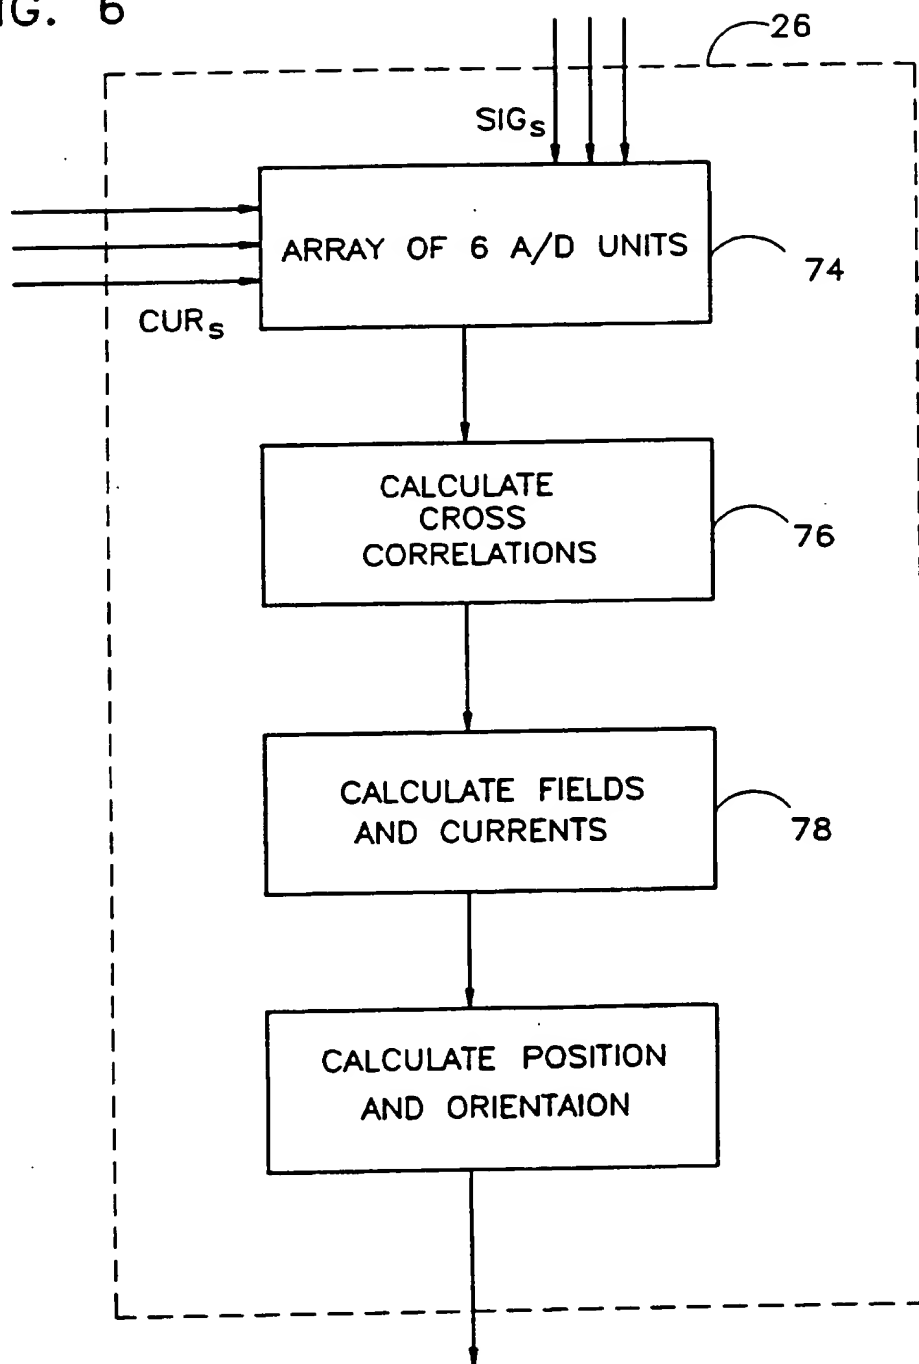 IG. 6
26
SIGs
ARRAY OF 6 A/D UNITS
74
CURs
CALCULATE
CROSS
CORRELATIONS
76
CALCULATE FIELDS
AND CURRENTS
78
CALCULATE POSITION
AND ORIENTAION